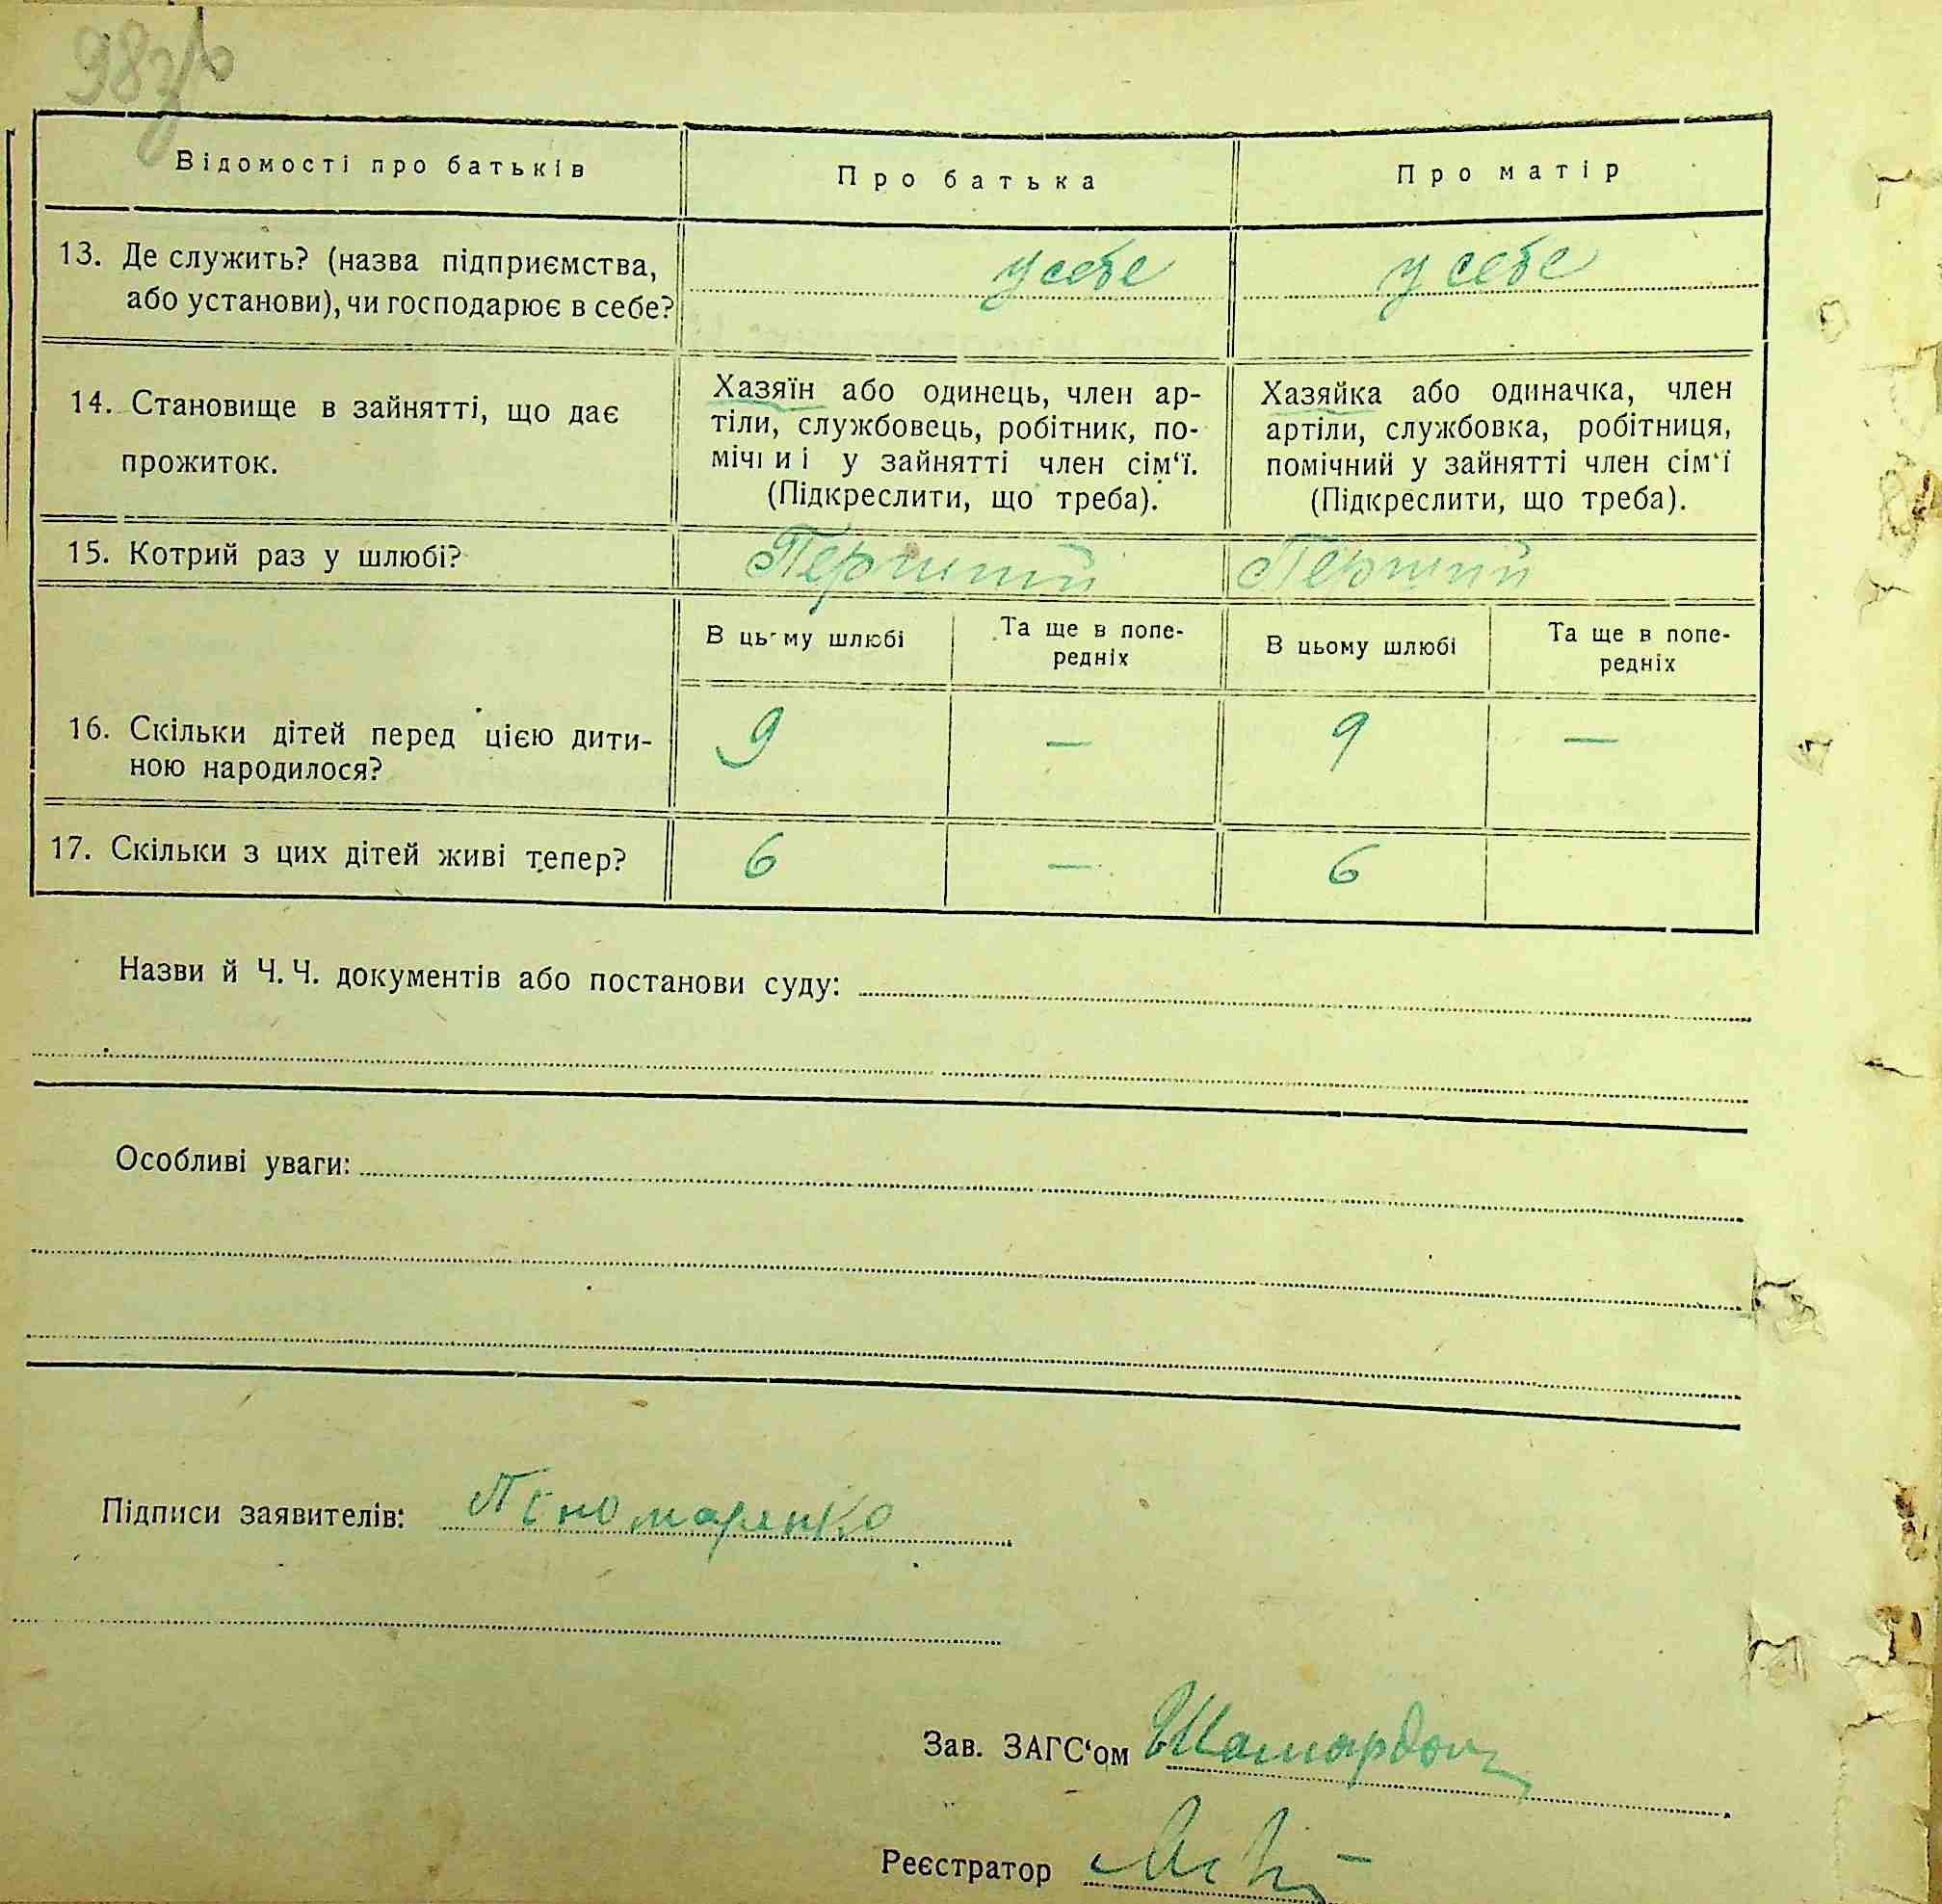 98зв
Відомості про батьків
Про батька
Про матір
13. Де служить? (назва підприємства,
або установи), чи господарює в себе?
у себе
у себе
14. Становище в зайнятті, що дає
прожиток.
Хазяїн або одинець, член ар-
тіли, службовець, робітник, по-
мічний у зайнятті член сім‘ї.
(Підкреслити, що треба).
Хазяйка або одиначка, член
артіли, службовка, робітниця,
помічний у зайнятті член сім‘ї
(Підкреслити, що треба).
15. Котрий раз у шлюбі?
Перший
Перший
В цьому шлюбі
Та ще в попе-
редніх
В цьому шлюбі
Та ще в попе-
редніх
16. Скільки дітей перед цією дити-
ною народилося?
9
—
9
—
17. Скільки з цих дітей живі тепер?
6
—
6
Назви й Ч. Ч. документів або постанови суду:
Особливі уваги:
Підписи заявителів: Пономаренко
Зав. ЗАГС‘ом
Реєстратор